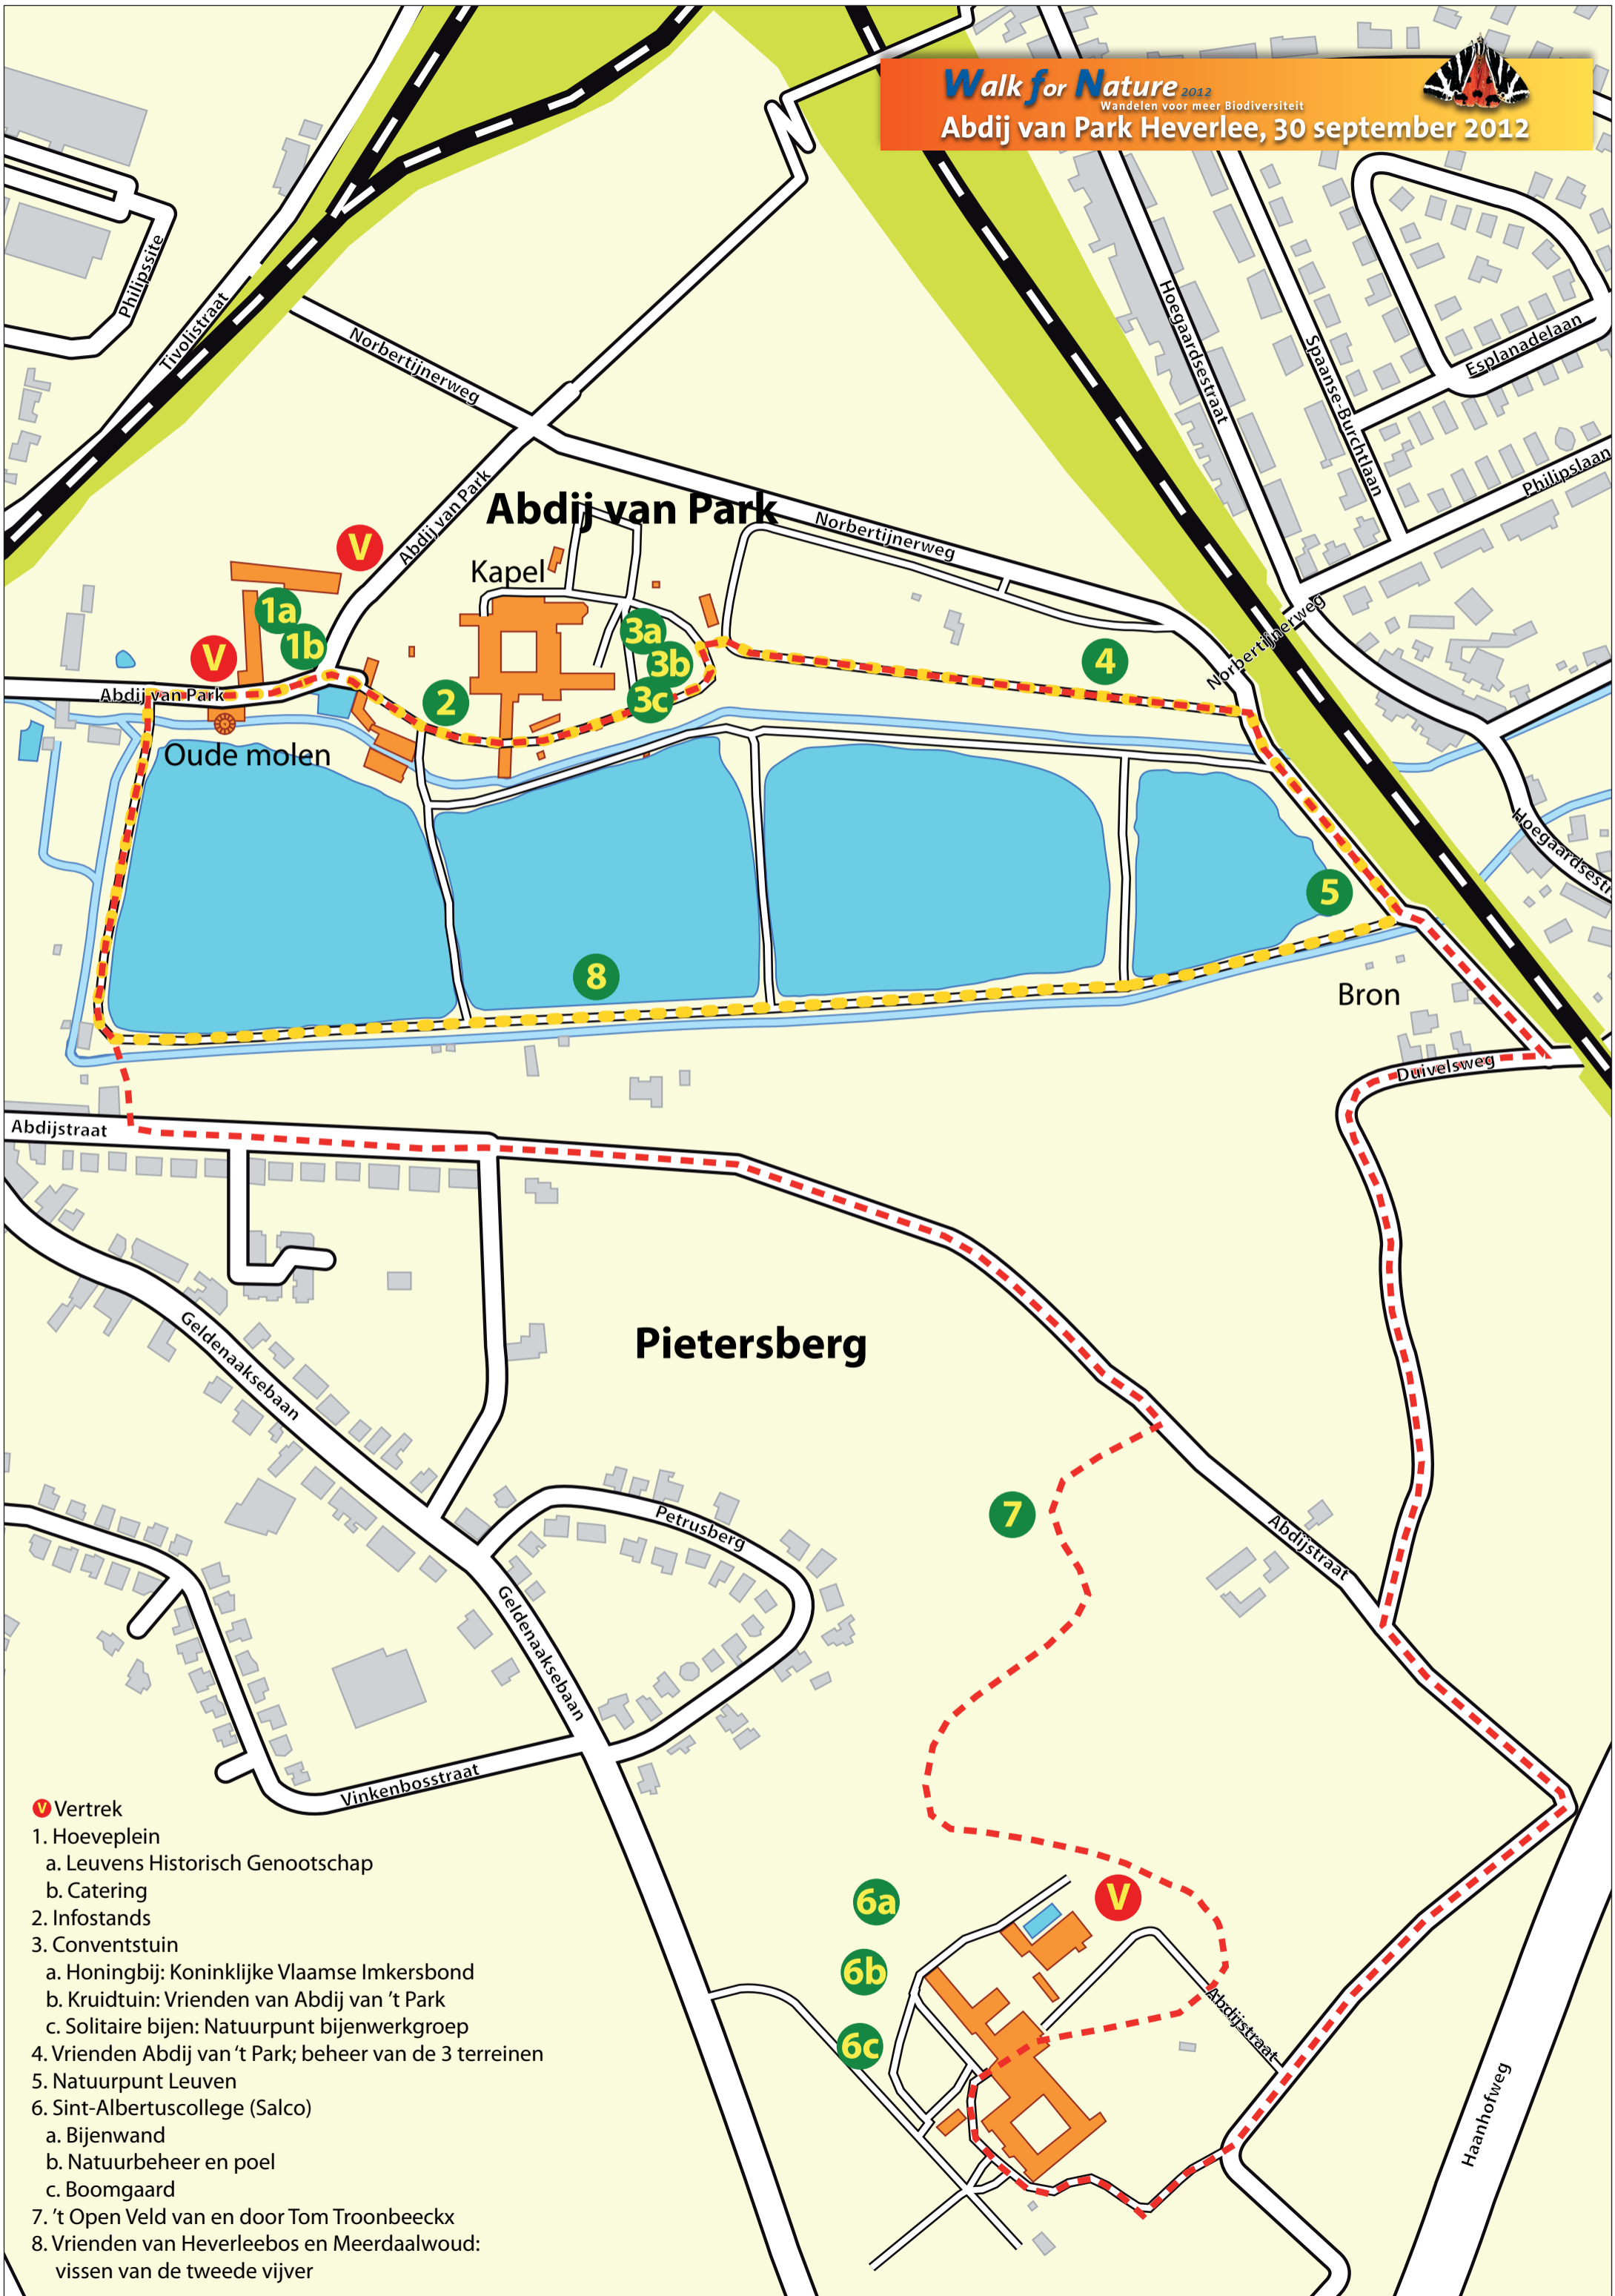 Walk for Nature 2012
Wandelen voor meer Biodiversiteit
Abdij van Park Heverlee, 30 september 2012
Philipssite
Tivolistraat
Norbertijnerweg
Hoegaardsestraat
Spaanse-Burchtlaan
Esplanadelaan
Philipslaan
Abdij van Park
Abdij van Park
Norbertijnerweg
V
Kapel
1a
1b
3a
3b
3c
4
Norbertijnerweg
V
2
Abdij van Park
Oude molen
Hoegaardsestr
5
8
Bron
Duivelsweg
Abdijstraat
Geldenaaksebaan
Pietersberg
7
Petrusberg
Abdijstraat
Geldenaaksebaan
Vinkenbosstraat
6a
V
6b
6c
Abdijstraat
Haanhofweg
V Vertrek
1. Hoeveplein
a. Leuvens Historisch Genootschap
b. Catering
2. Infostands
3. Conventstuin
a. Honingbij: Koninklijke Vlaamse Imkersbond
b. Kruidtuin: Vrienden van Abdij van ’t Park
c. Solitaire bijen: Natuurpunt bijenwerkgroep
4. Vrienden Abdij van ‘t Park; beheer van de 3 terreinen
5. Natuurpunt Leuven
6. Sint-Albertuscollege (Salco)
a. Bijenwand
b. Natuurbeheer en poel
c. Boomgaard
7. ’t Open Veld van en door Tom Troonbeeckx
8. Vrienden van Heverleebos en Meerdaalwoud:
vissen van de tweede vijver